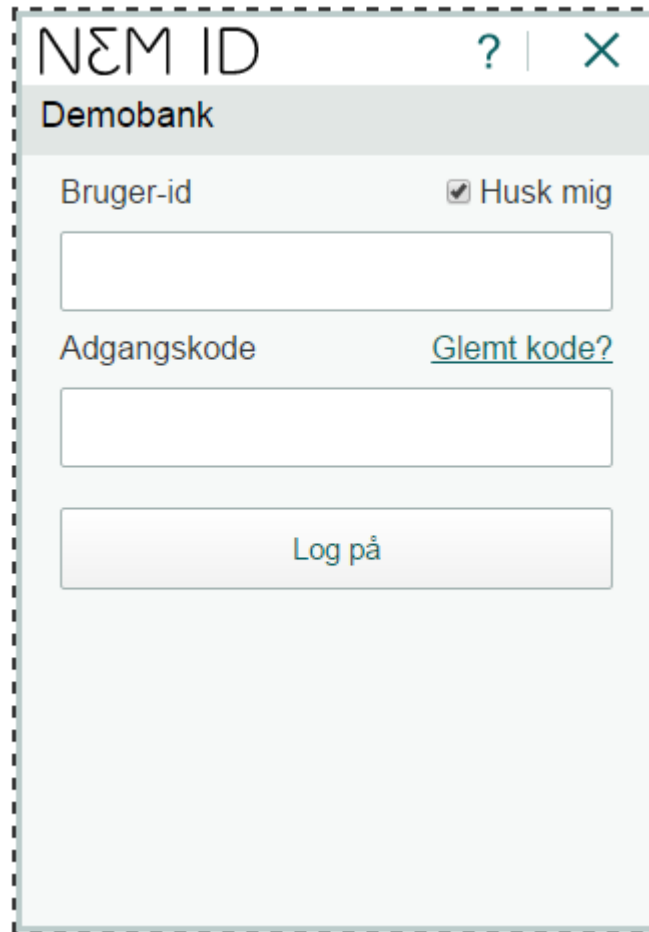 NEM ID ?
Demobank
Bruger-id Husk mig
Adgangskode Glemt kode?
Log på